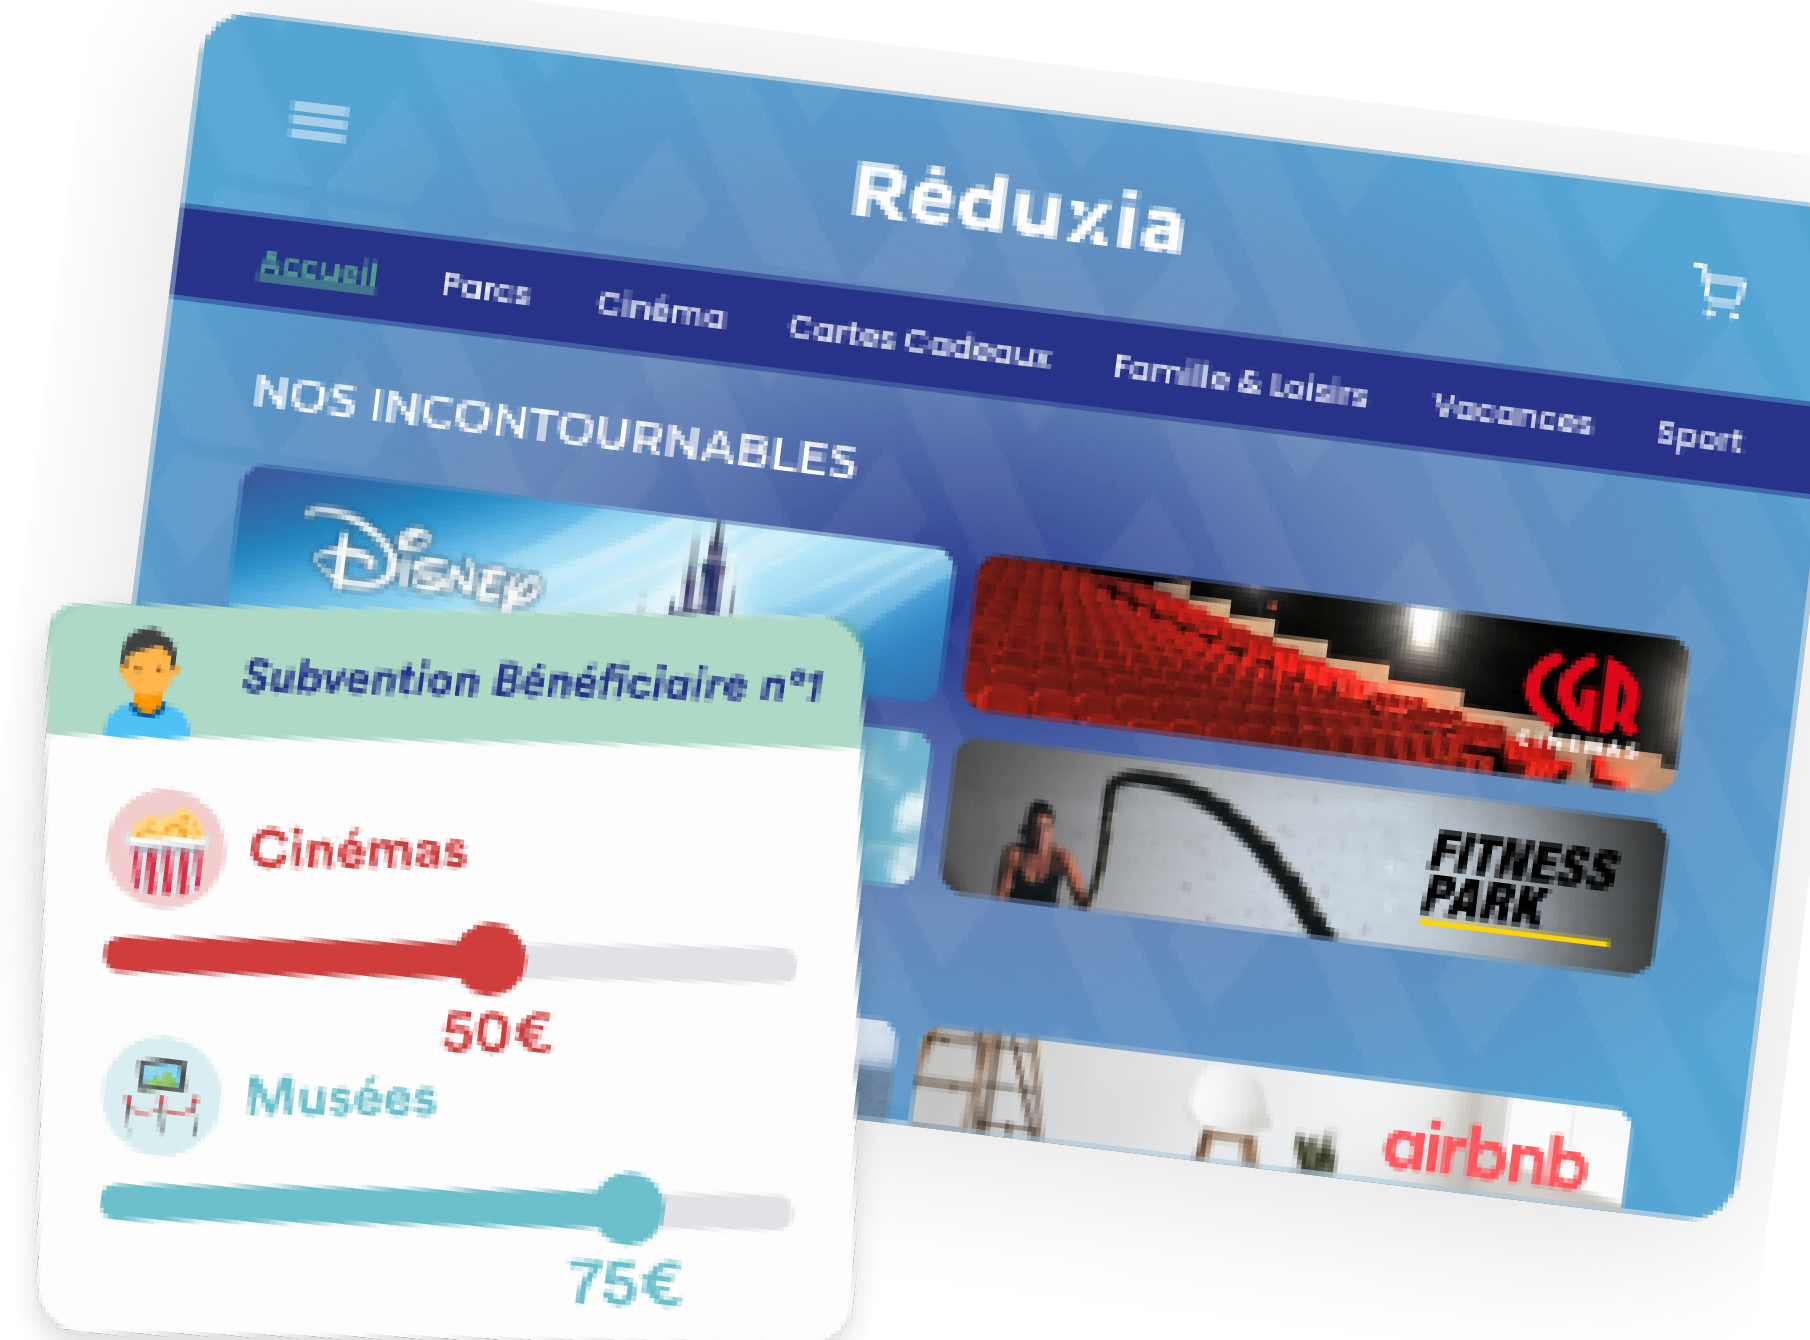 Réduxia
Accueil Parcs Cinéma Cartes Cadeaux Famille & Loisirs Vacances Sport
NOS INCONTOURNABLES
DISNEY
CGR
CINÉMAS
FITNESS
PARK
airbnb
Subvention Bénéficiaire n°1
Cinémas
50€
Musées
75€